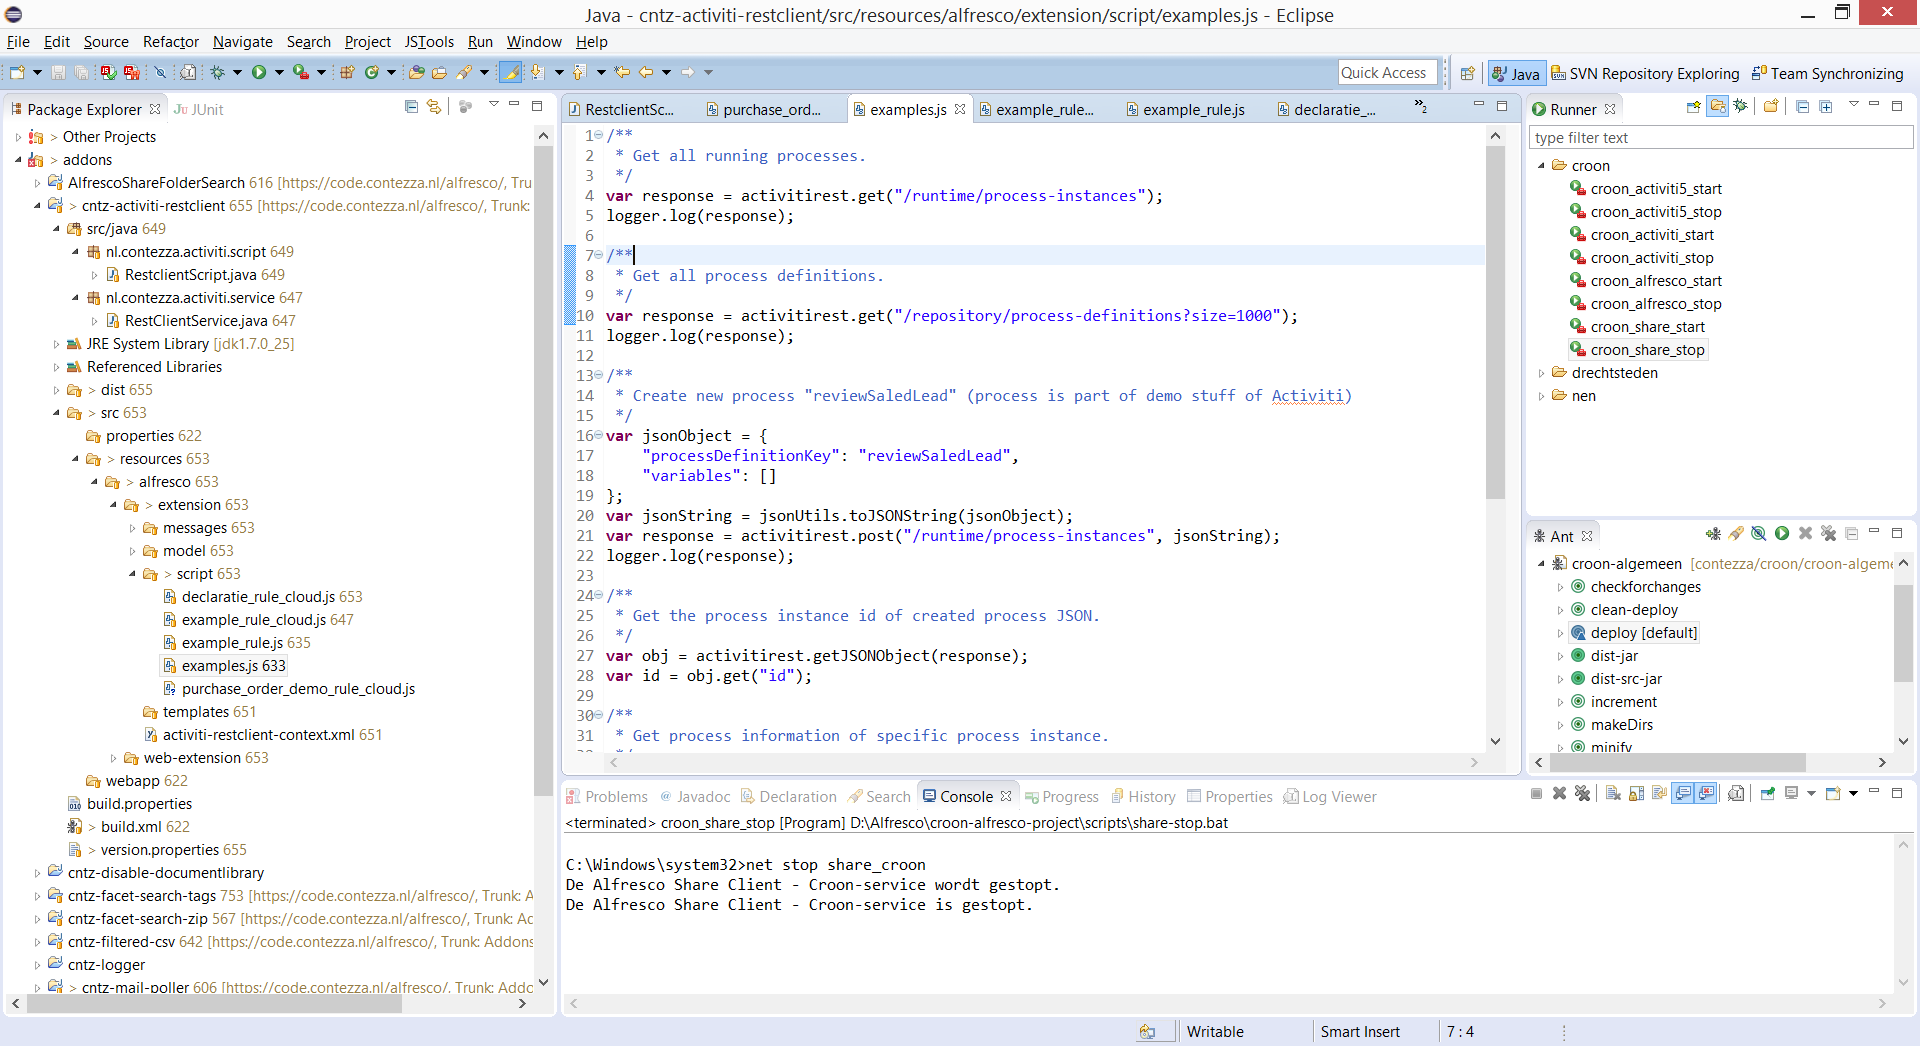 Java - cntz-activiti-restclient/src/resources/alfresco/extension/script/examples.js - Eclipse
File Edit Source Refactor Navigate Search Project JSTools Run Window Help
Quick Access
Java
SVN Repository Exploring
Team Synchronizing
Package Explorer
JUnit
> Other Projects
> addons
AlfrescoShareFolderSearch 616 [https://code.contezza.nl/alfresco/, Tru
> cntz-activiti-restclient 655 [https://code.contezza.nl/alfresco/, Trunk:
src/java 649
nl.contezza.activiti.script 649
RestclientScript.java 649
nl.contezza.activiti.service 647
RestClientService.java 647
JRE System Library [jdk1.7.0_25]
Referenced Libraries
> dist 655
> src 653
properties 622
> resources 653
> alfresco 653
> extension 653
messages 653
model 653
> script 653
declaratie_rule_cloud.js 653
example_rule_cloud.js 647
example_rule.js 635
examples.js 633
purchase_order_demo_rule_cloud.js
templates 651
activiti-restclient-context.xml 651
> web-extension 653
webapp 622
build.properties
> build.xml 622
> version.properties 655
cntz-disable-documentlibrary
cntz-facet-search-tags 753 [https://code.contezza.nl/alfresco/, Trunk: A
cntz-facet-search-zip 567 [https://code.contezza.nl/alfresco/, Trunk: Ac
cntz-filtered-csv 642 [https://code.contezza.nl/alfresco/, Trunk: Addons
cntz-logger
> cntz-mail-poller 606 [https://code.contezza.nl/alfresco/, Trunk: Addc
RestclientSc...
purchase_ord...
examples.js
example_rule...
example_rule.js
declaratie_...
»2
1 /**
2 * Get all running processes.
3 */
4 var response = activitirest.get("/runtime/process-instances");
5 logger.log(response);
6
7 /**
8 * Get all process definitions.
9 */
10 var response = activitirest.get("/repository/process-definitions?size=1000");
11 logger.log(response);
12
13 /**
14 * Create new process "reviewSaledLead" (process is part of demo stuff of Activiti)
15 */
16 var jsonObject = {
17 "processDefinitionKey": "reviewSaledLead",
18 "variables": []
19 };
20 var jsonString = jsonUtils.toJSONString(jsonObject);
21 var response = activitirest.post("/runtime/process-instances", jsonString);
22 logger.log(response);
23
24 /**
25 * Get the process instance id of created process JSON.
26 */
27 var obj = activitirest.getJSONObject(response);
28 var id = obj.get("id");
29
30 /**
31 * Get process information of specific process instance.
Runner
type filter text
croon
croon_activiti5_start
croon_activiti5_stop
croon_activiti_start
croon_activiti_stop
croon_alfresco_start
croon_alfresco_stop
croon_share_start
croon_share_stop
drechtsteden
nen
Ant
croon-algemeen [contezza/croon/croon-algeme
checkforchanges
clean-deploy
deploy [default]
dist-jar
dist-src-jar
increment
makeDirs
minify
Problems
Javadoc
Declaration
Search
Console
Progress
History
Properties
Log Viewer
<terminated> croon_share_stop [Program] D:\Alfresco\croon-alfresco-project\scripts\share-stop.bat
C:\Windows\system32>net stop share_croon
De Alfresco Share Client - Croon-service wordt gestopt.
De Alfresco Share Client - Croon-service is gestopt.
Writable
Smart Insert
7 : 4